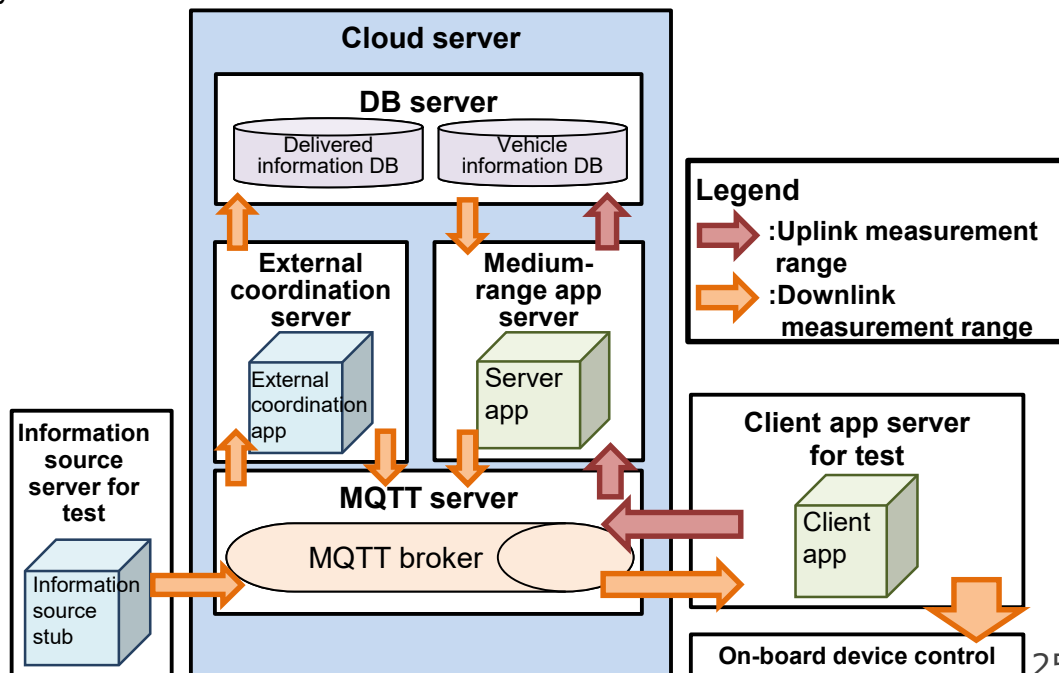 Cloud server
DB server
Delivered
information DB
Vehicle
information DB
Legend
:Uplink measurement
range
:Downlink
measurement range
External
coordination
server
Medium-
range app
server
External
coordination
app
Server
app
Information
source
server for
test
Information
source
stub
MQTT server
MQTT broker
Client app server
for test
Client
app
On-board device control